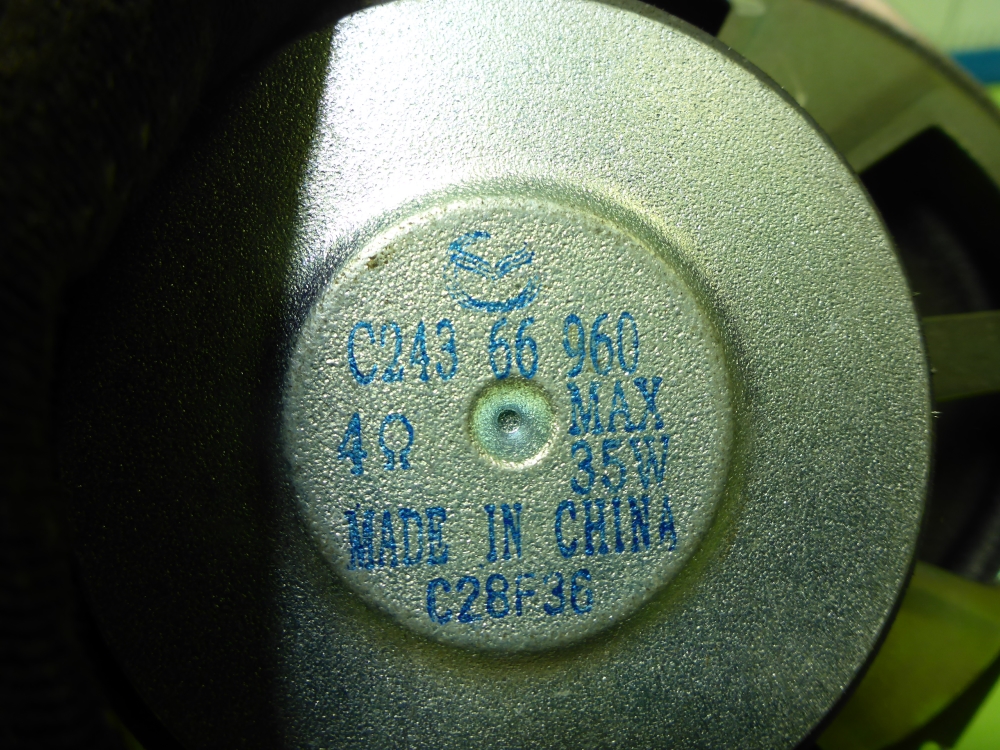 C243 66 960
4Ω
MAX
35W
MADE IN CHINA
C28F36